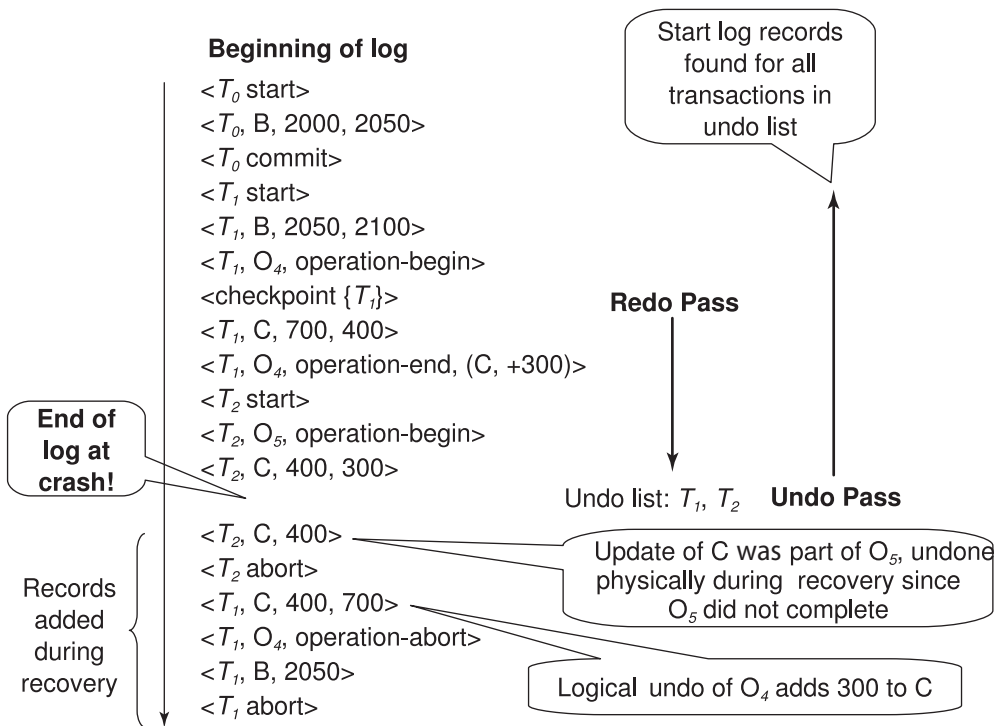 Beginning of log
<T0 start>
<T0, B, 2000, 2050>
<T0 commit>
<T1 start>
<T1, B, 2050, 2100>
<T1, O4, operation-begin>
<checkpoint {T1}>
<T1, C, 700, 400>
<T1, O4, operation-end, (C, +300)>
<T2 start>
<T2, O5, operation-begin>
<T2, C, 400, 300>
Start log records
found for all
transactions in
undo list
Redo Pass
End of
log at
crash!
Undo list: T1, T2
Undo Pass
<T2, C, 400>
<T2 abort>
<T1, C, 400, 700>
<T1, O4, operation-abort>
<T1, B, 2050>
<T1 abort>
Records
added
during
recovery
Update of C was part of O5, undone
physically during recovery since
O5 did not complete
Logical undo of O4 adds 300 to C